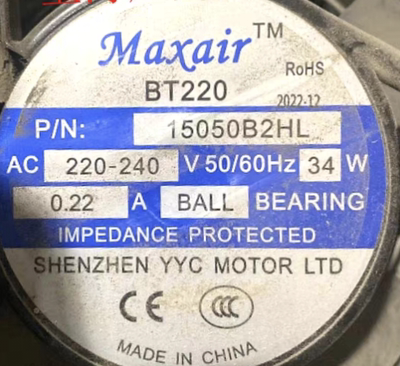 Maxair™
RoHS
BT220
2022-12
P/N: 15050B2HL
AC 220-240 V 50/60Hz 34 W
0.22 A BALL BEARING
IMPEDANCE PROTECTED
SHENZHEN YYC MOTOR LTD
CE CCC
MADE IN CHINA